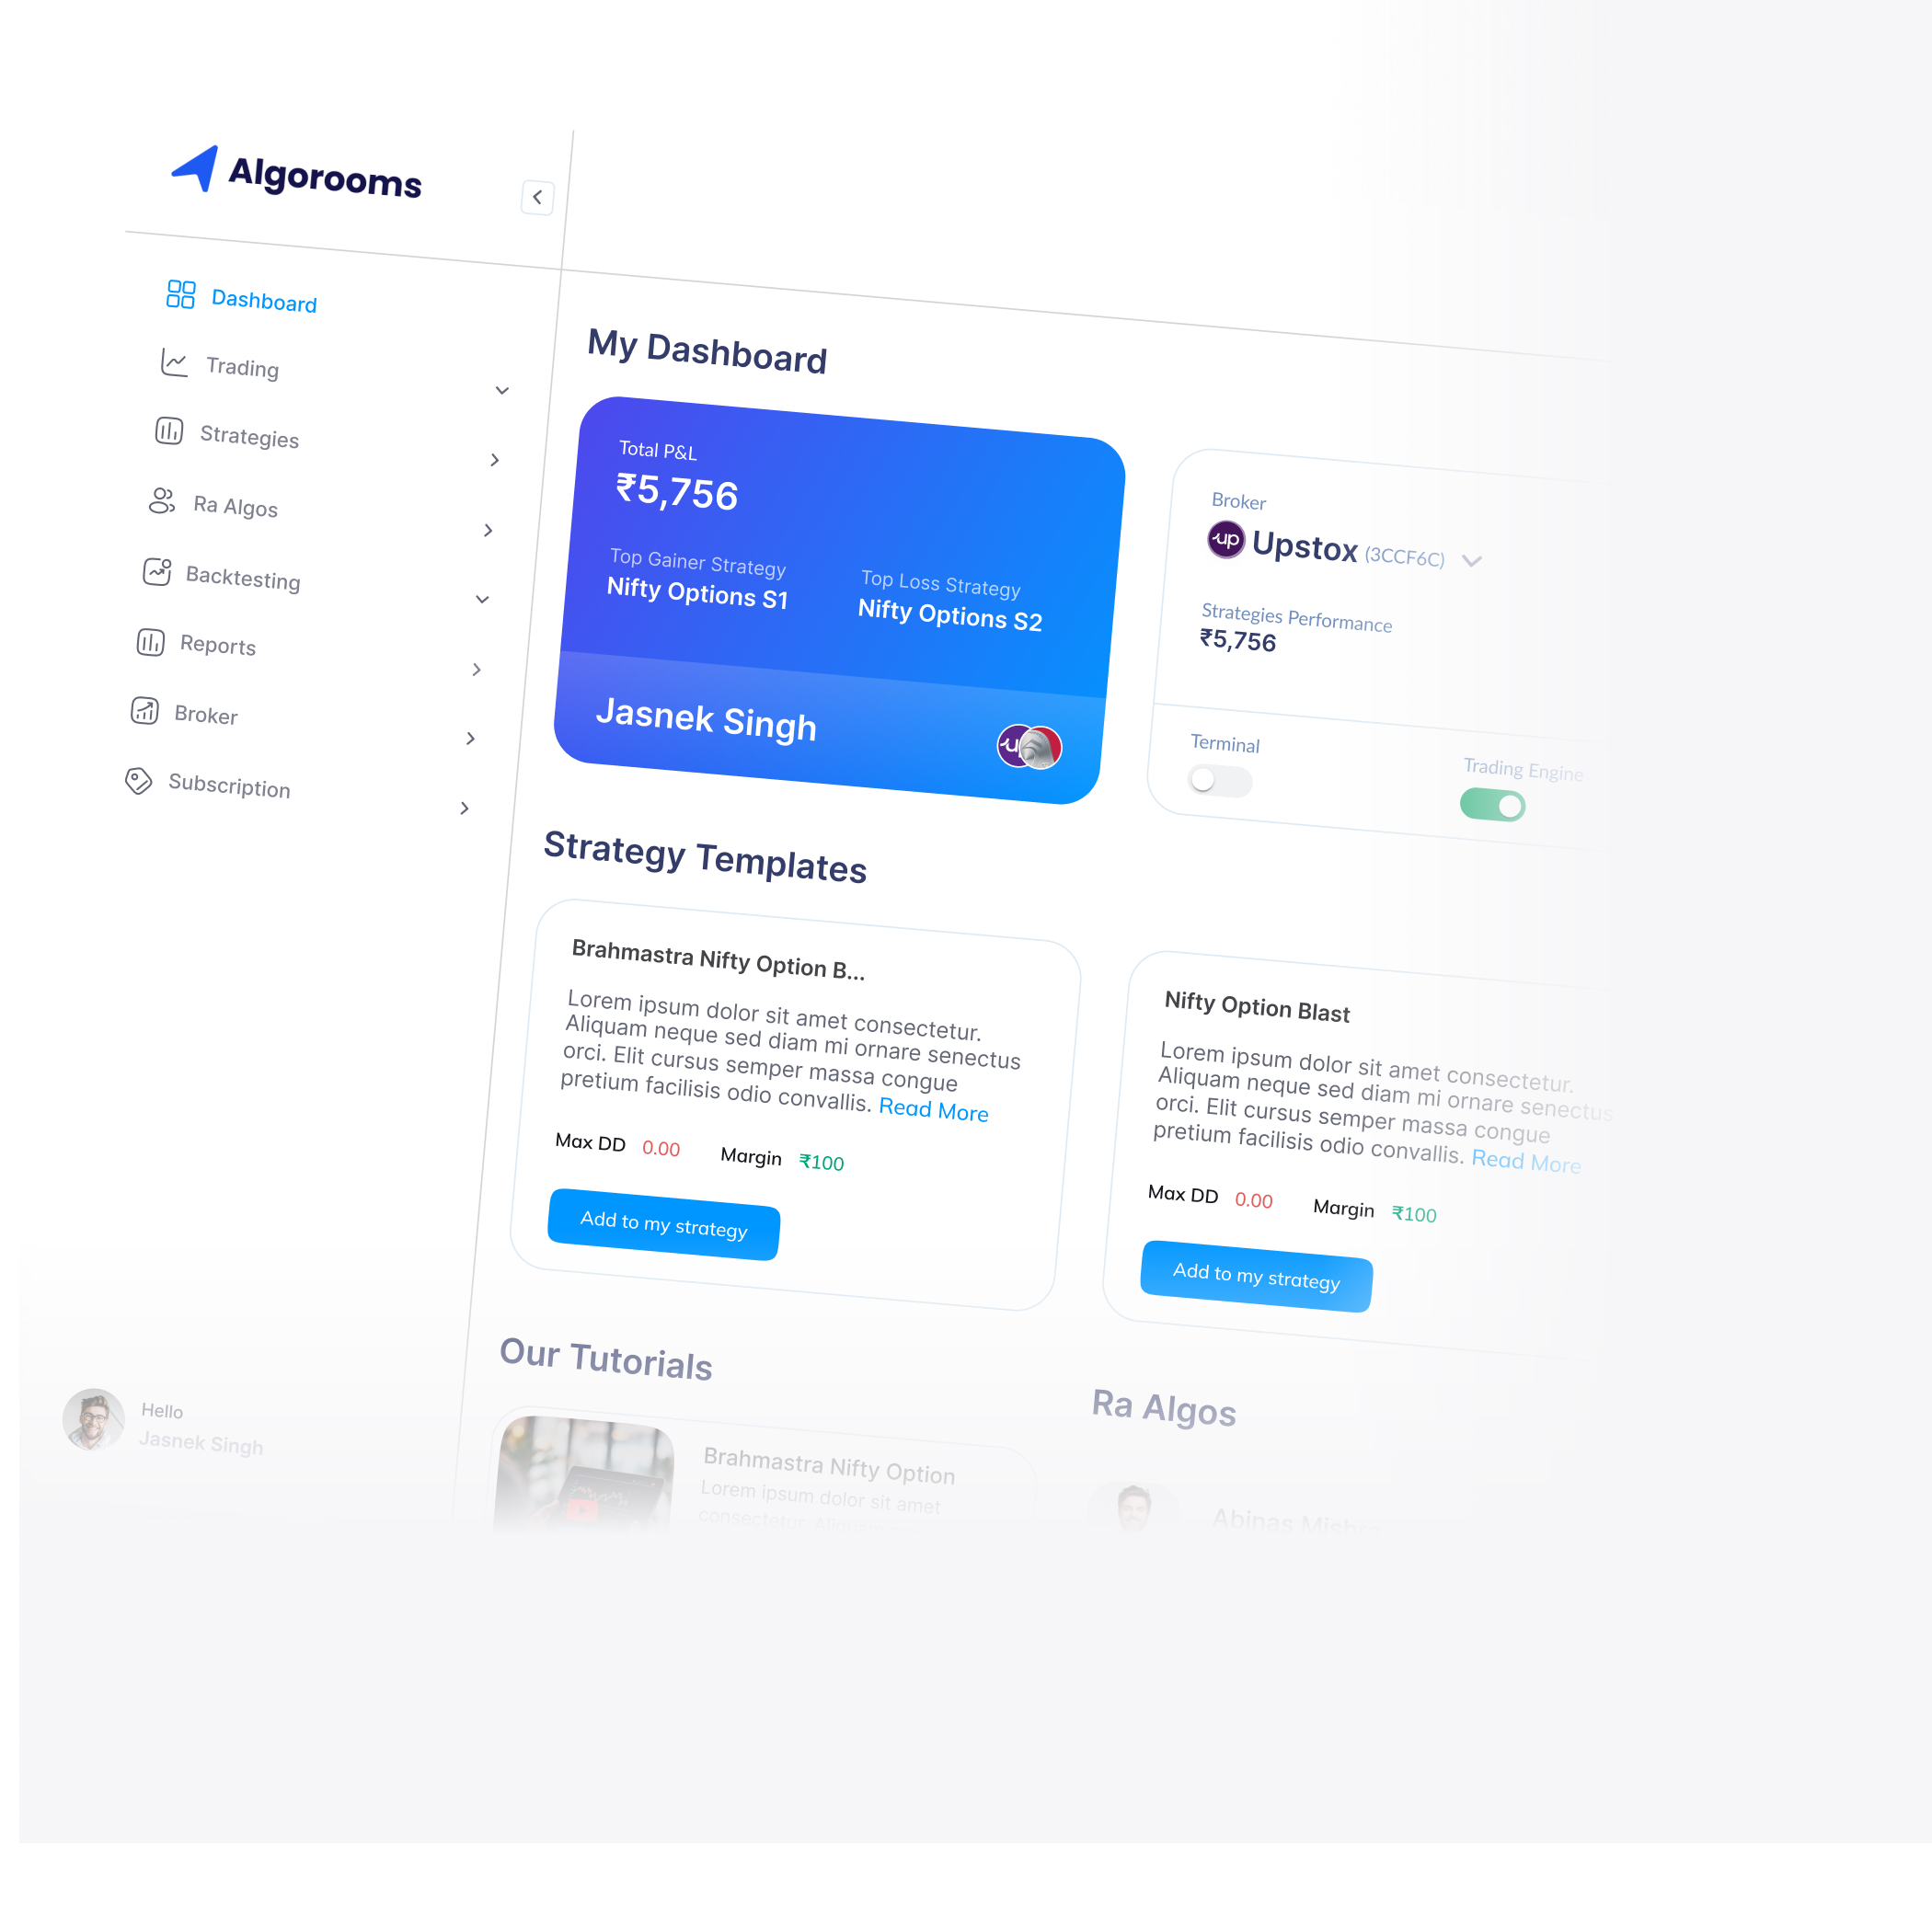 Algorooms
Dashboard
Trading
Strategies
Ra Algos
Backtesting
Reports
Broker
Subscription
Hello
Jasnek Singh
My Dashboard
Total P&L
₹5,756
Top Gainer Strategy
Nifty Options S1
Top Loss Strategy
Nifty Options S2
Jasnek Singh
up
Broker
up
Upstox (3CCF6C)
Strategies Performance
₹5,756
Terminal
Trading Engine
Strategy Templates
Brahmastra Nifty Option B...
Lorem ipsum dolor sit amet consectetur.
Aliquam neque sed diam mi ornare senectus
orci. Elit cursus semper massa congue
pretium facilisis odio convallis. Read More
Max DD 0.00 Margin ₹100
Add to my strategy
Nifty Option Blast
Lorem ipsum dolor sit amet consectetur.
Aliquam neque sed diam mi ornare senectus
orci. Elit cursus semper massa congue
pretium facilisis odio convallis. Read More
Max DD 0.00 Margin ₹100
Add to my strategy
Our Tutorials
Brahmastra Nifty Option
Lorem ipsum dolor sit amet
consectetur. Aliquam
Ra Algos
Abinas Mishra